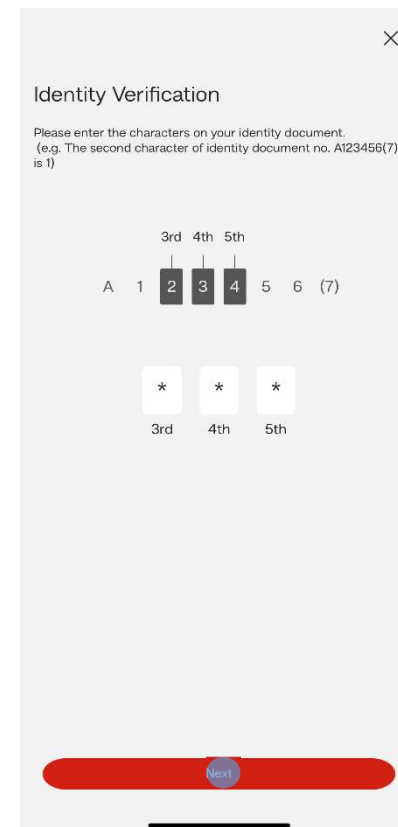 Identity Verification
Please enter the characters on your identity document.
(e.g. The second character of identity document no. A123456(7)
is 1)
3rd 4th 5th
A 1 2 3 4 5 6 (7)
* * *
3rd 4th 5th
Next